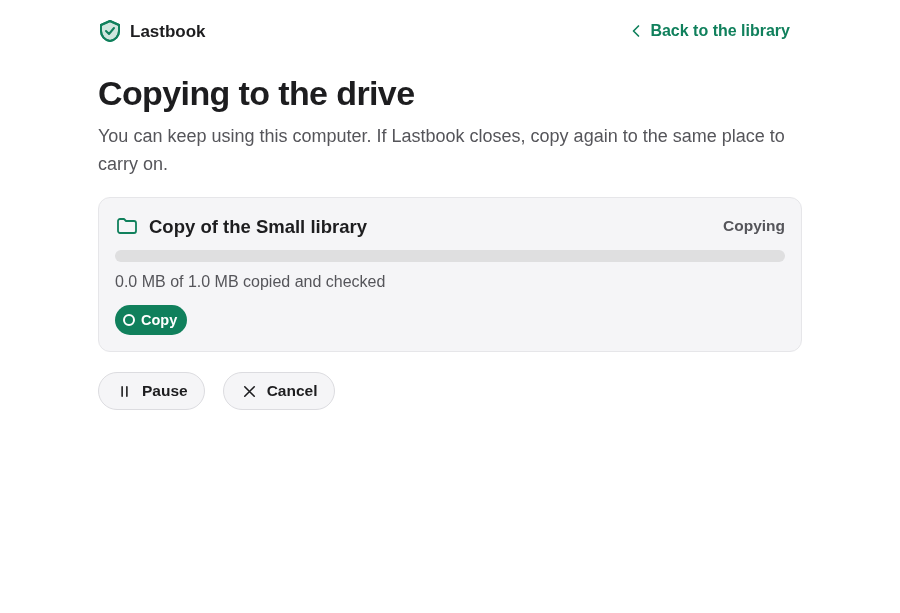 Lastbook
Back to the library
Copying to the drive
You can keep using this computer. If Lastbook closes, copy again to the same place to
carry on.
Copy of the Small library
Copying
0.0 MB of 1.0 MB copied and checked
Copy
Pause
Cancel